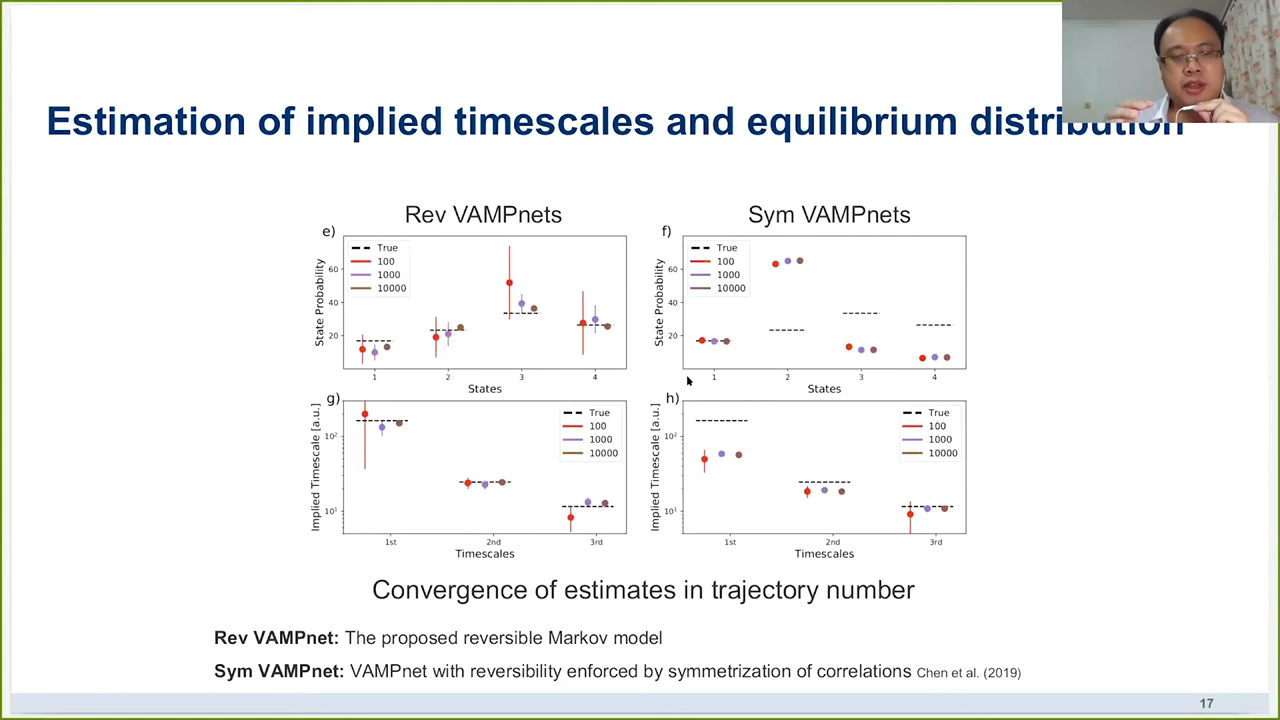 Estimation of implied timescales and equilibrium distribution
Rev VAMPnets
Sym VAMPnets
e)
True
100
1000
10000
60
40
20
State Probability
1 2 3 4
States
f)
True
100
1000
10000
60
40
20
State Probability
1 2 3 4
States
g)
True
100
1000
10000
10²
10¹
Implied Timescale [a.u.]
1st 2nd 3rd
Timescales
h)
True
100
1000
10000
10²
10¹
Implied Timescale [a.u.]
1st 2nd 3rd
Timescales
Convergence of estimates in trajectory number
Rev VAMPnet: The proposed reversible Markov model
Sym VAMPnet: VAMPnet with reversibility enforced by symmetrization of correlations Chen et al. (2019)
17